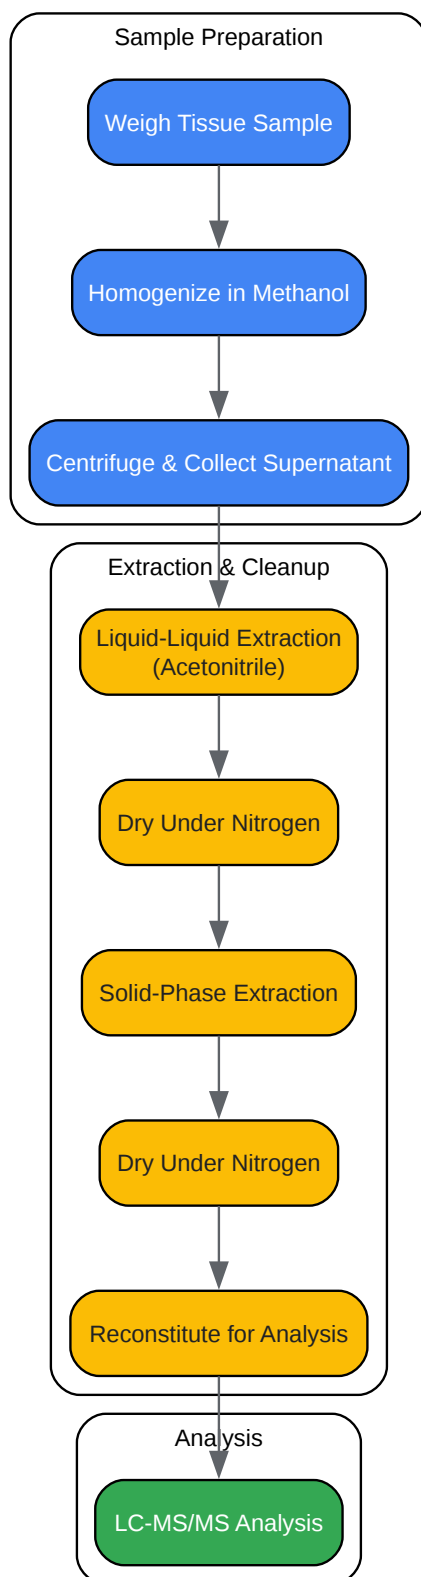 Sample Preparation
Weigh Tissue Sample
Homogenize in Methanol
Centrifuge & Collect Supernatant
Extraction & Cleanup
Liquid-Liquid Extraction
(Acetonitrile)
Dry Under Nitrogen
Solid-Phase Extraction
Dry Under Nitrogen
Reconstitute for Analysis
Analysis
LC-MS/MS Analysis